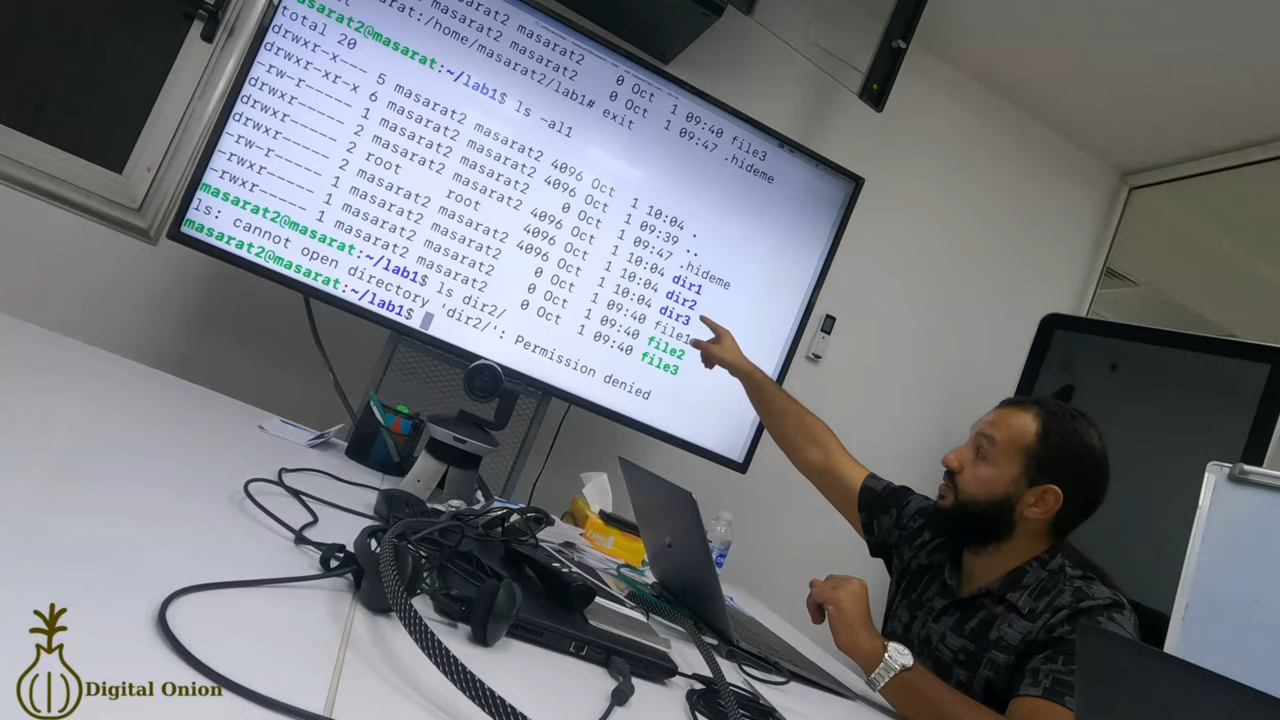 masarat2 masarat2 0 Oct 1 09:40 file3
masarat2 masarat2 0 Oct 1 09:47 .hideme
:/home/masarat2/lab1# exit
masarat2@masarat:~/lab1$ ls -al1
total 20
drwxr-x--- 5 masarat2 masarat2 4096 Oct 1 10:04 .
drwxr-xr-x 6 masarat2 masarat2 4096 Oct 1 09:39 ..
-rw-r----- 1 masarat2 masarat2 0 Oct 1 09:47 .hideme
drwxr----- 2 masarat2 masarat2 4096 Oct 1 10:04 dir1
drwxr----- 2 root root 4096 Oct 1 10:04 dir2
drwxr----- 2 masarat2 masarat2 4096 Oct 1 10:04 dir3
-rw-r----- 1 masarat2 masarat2 0 Oct 1 09:40 file1
-rwxr----- 1 masarat2 masarat2 0 Oct 1 09:40 file2
-rwxr----- 1 masarat2 masarat2 0 Oct 1 09:40 file3
masarat2@masarat:~/lab1$ ls dir2/
ls: cannot open directory 'dir2/': Permission denied
masarat2@masarat:~/lab1$
Digital Onion